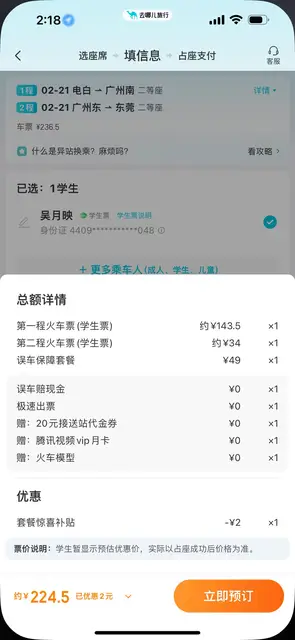 2:18
去哪儿旅行
选座席 填信息 占座支付
客服
1程 02-21 电白 → 广州南 二等座 详情
2程 02-21 广州东 → 东莞 二等座
车票 ¥236.5
什么是异站换乘？麻烦吗？ 看攻略
已选：1学生
吴月映 学生票 学生票说明
身份证 4409***********048
+ 更多乘车人 (成人、学生、儿童)
总额详情
第一程火车票 (学生票) 约¥143.5 ×1
第二程火车票 (学生票) 约¥34 ×1
误车保障套餐 ¥49 ×1
误车赔现金 ¥0 ×1
极速出票 ¥0 ×1
赠：20元接送站代金券 ¥0 ×1
赠：腾讯视频vip月卡 ¥0 ×1
赠：火车模型 ¥0 ×1
优惠
套餐惊喜补贴 -¥2 ×1
票价说明：学生暂显示预估优惠价，实际以占座成功后价格为准。
约¥224.5 已优惠2元 立即预订